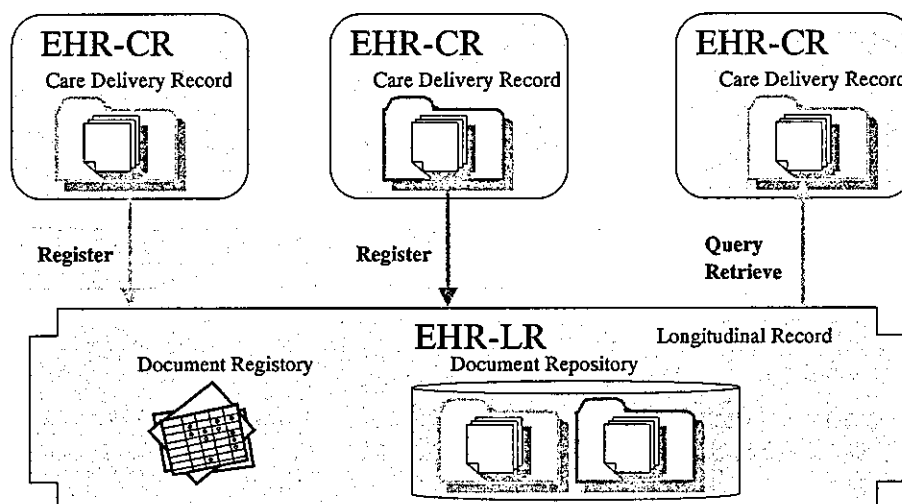 EHR-CR
Care Delivery Record
EHR-CR
Care Delivery Record
EHR-CR
Care Delivery Record
Register
Register
Query
Retrieve
EHR-LR
Longitudinal Record
Document Registory
Document Repository